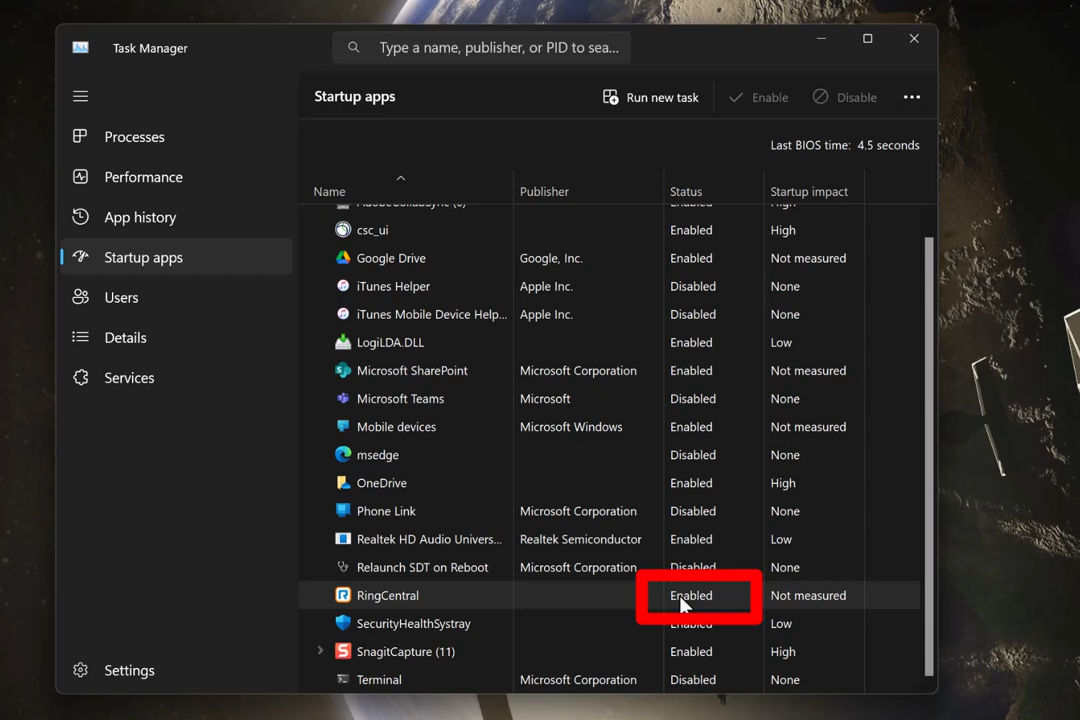 Task Manager
Type a name, publisher, or PID to sea...
Processes
Performance
App history
Startup apps
Users
Details
Services
Settings
Startup apps
Run new task
Enable
Disable
Last BIOS time: 4.5 seconds
Name Publisher Status Startup impact
AdobeCollabSync (6) Enabled High
csc_ui Enabled High
Google Drive Google, Inc. Enabled Not measured
iTunes Helper Apple Inc. Disabled None
iTunes Mobile Device Help... Apple Inc. Disabled None
LogiLDA.DLL Enabled Low
Microsoft SharePoint Microsoft Corporation Enabled Not measured
Microsoft Teams Microsoft Disabled None
Mobile devices Microsoft Windows Enabled Not measured
msedge Disabled None
OneDrive Enabled High
Phone Link Microsoft Corporation Disabled None
Realtek HD Audio Univers... Realtek Semiconductor Enabled Low
Relaunch SDT on Reboot Microsoft Corporation Disabled None
RingCentral Enabled Not measured
SecurityHealthSystray Enabled Low
SnagitCapture (11) Enabled High
Terminal Microsoft Corporation Disabled None